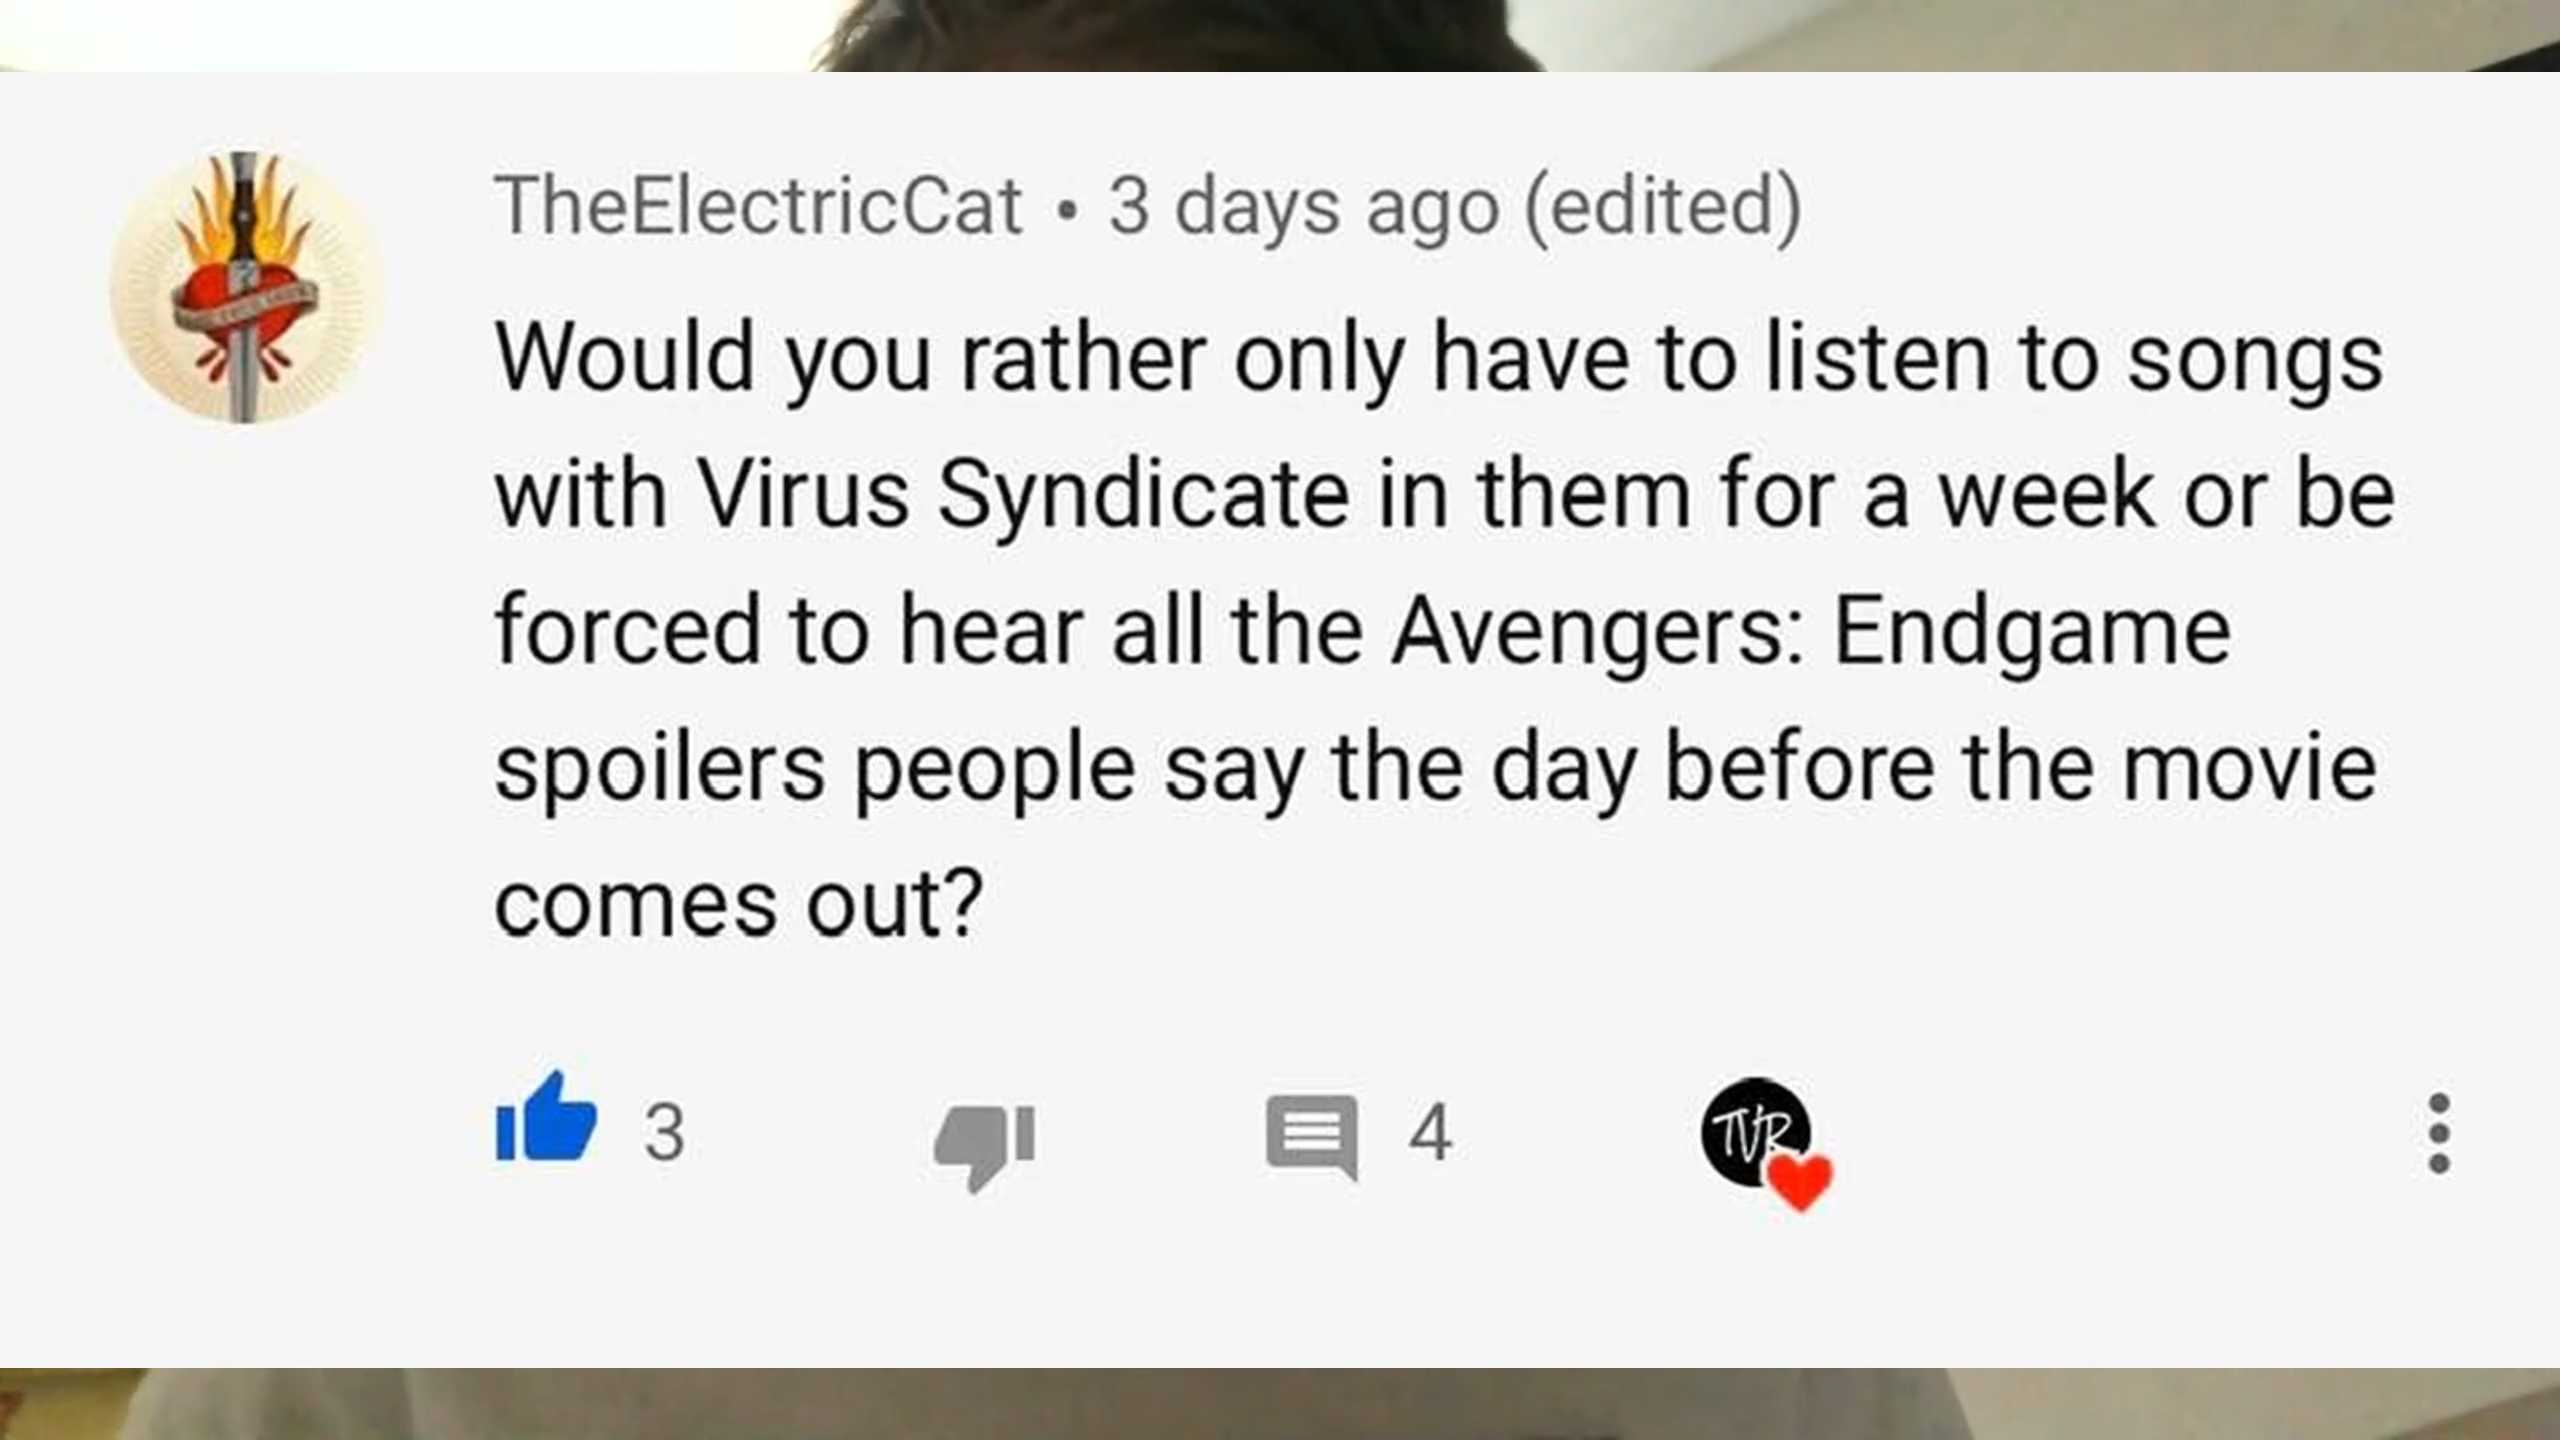 TheElectricCat • 3 days ago (edited)
Would you rather only have to listen to songs
with Virus Syndicate in them for a week or be
forced to hear all the Avengers: Endgame
spoilers people say the day before the movie
comes out?
3 4 TVR